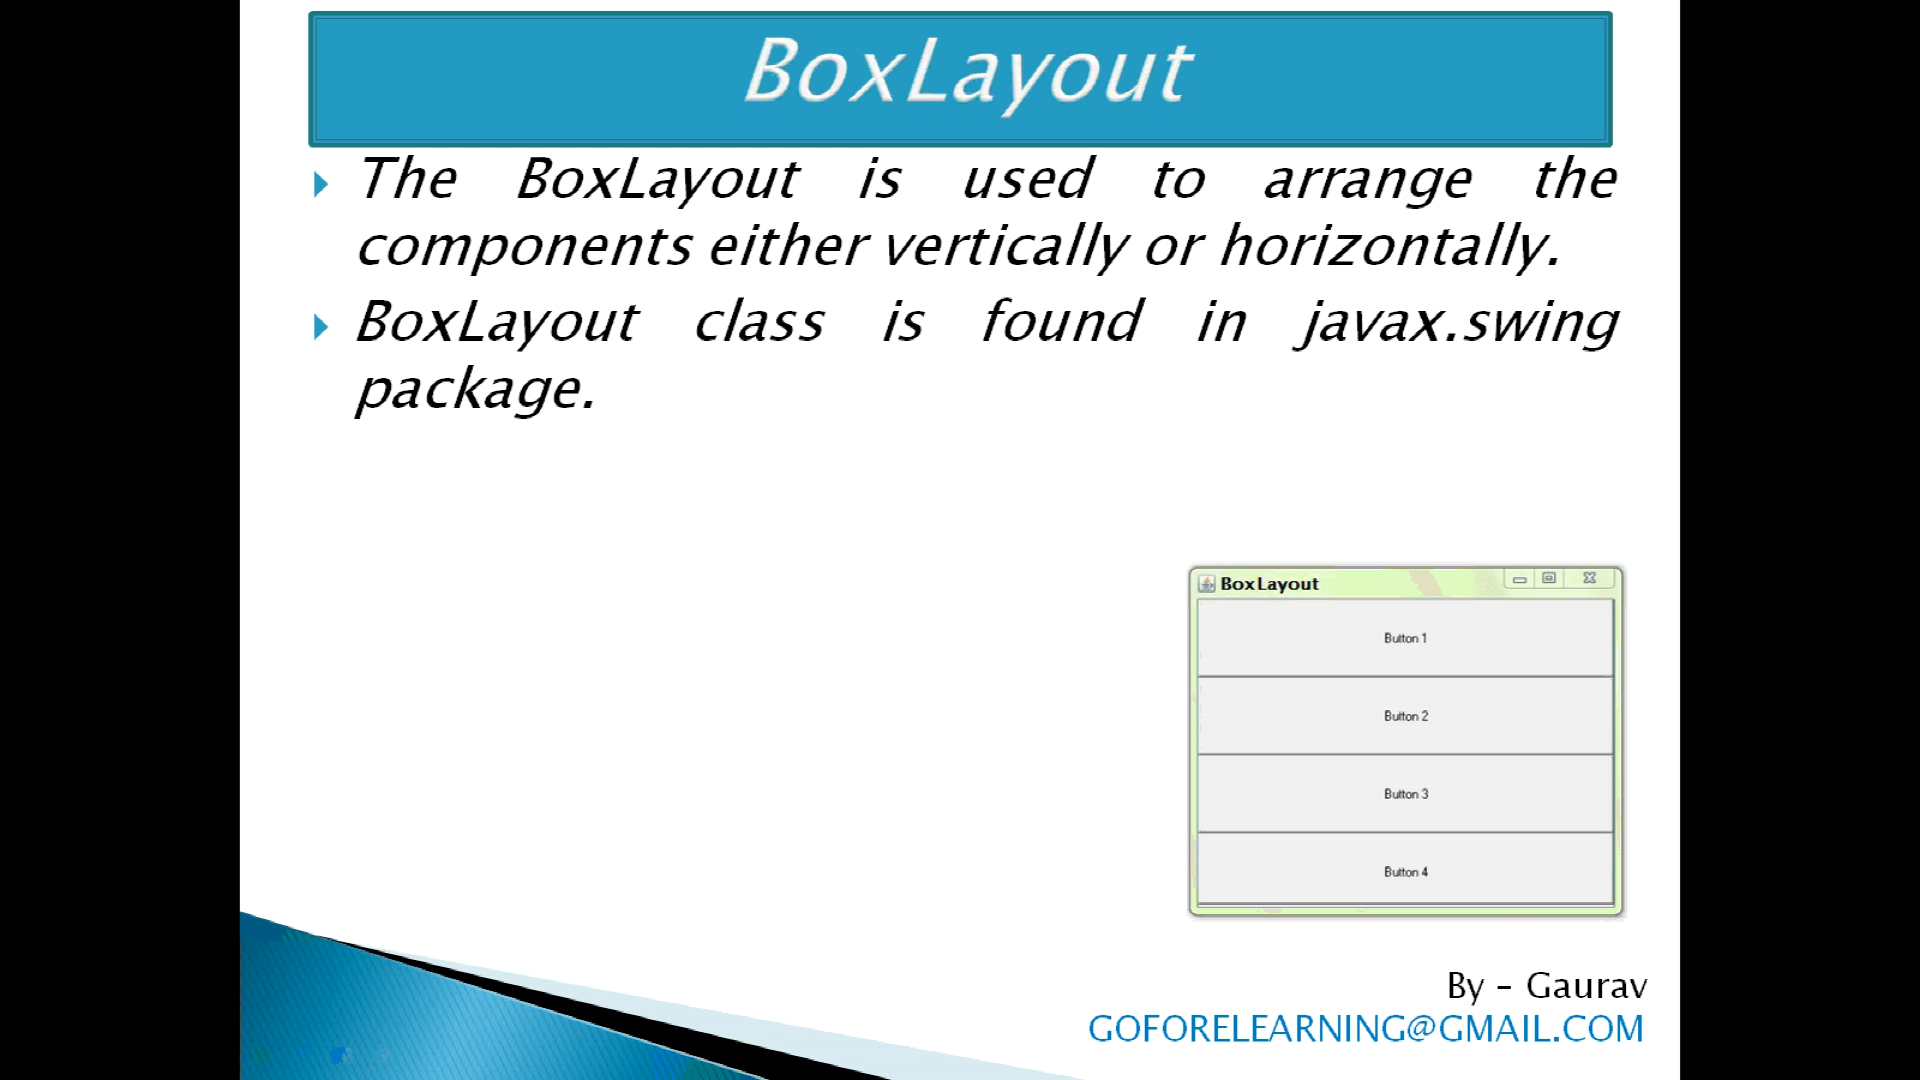 BoxLayout
The BoxLayout is used to arrange the
components either vertically or horizontally.
BoxLayout class is found in javax.swing
package.
BoxLayout
Button 1
Button 2
Button 3
Button 4
By – Gaurav
GOFORELEARNING@GMAIL.COM